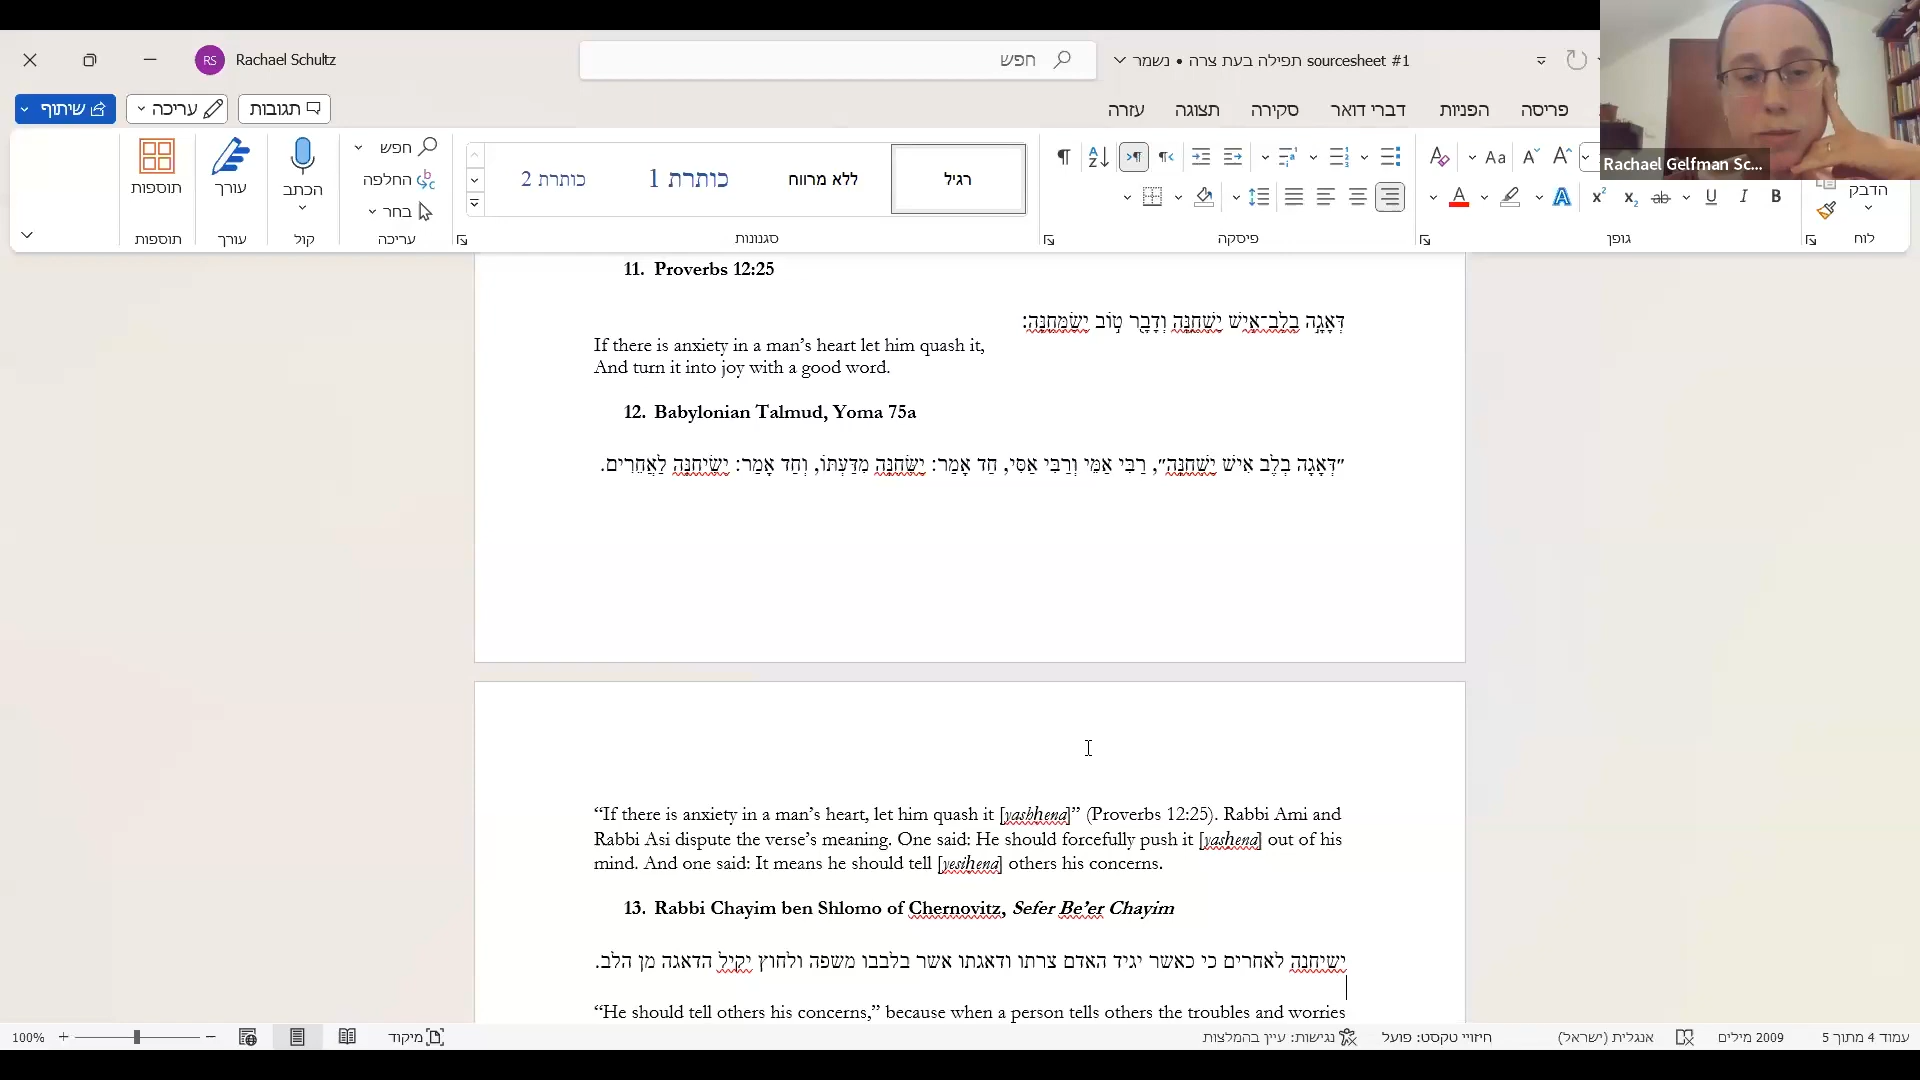 RS Rachael Schultz
חפש
sourcesheet #1 תפילה בעת צרה • נשמר
שיתוף
עריכה
תגובות
פריסה
הפניות
דברי דואר
סקירה
תצוגה
עזרה
Rachael Gelfman Sc...
הדבק
לוח
גופן
פיסקה
רגיל
ללא מרווח
כותרת 1
כותרת 2
סגנונות
חפש
החלפה
בחר
עריכה
הכתב
קול
עורך
עורך
תוספות
תוספות
11. Proverbs 12:25
דְּאָגָ֣ה בְלֶב־אִ֣ישׁ יַשְׁחֶ֑נָּה וְדָבָ֖ר ט֣וֹב יְשַׂמְּחֶֽנָּה׃
If there is anxiety in a man’s heart let him quash it,
And turn it into joy with a good word.
12. Babylonian Talmud, Yoma 75a
״דְּאָגָה בְלֶב אִישׁ יַשְׁחֶנָּה״, רַבִּי אַמֵּי וְרַבִּי אַסִּי, חַד אָמַר: יַשְּׂחֶנָּה מִדַּעְתּוֹ, וְחַד אָמַר: יְשִׂיחֶנָּה לַאֲחֵרִים.
“If there is anxiety in a man’s heart, let him quash it [yashḥena]” (Proverbs 12:25). Rabbi Ami and
Rabbi Asi dispute the verse’s meaning. One said: He should forcefully push it [yasḥena] out of his
mind. And one said: It means he should tell [yesiḥena] others his concerns.
13. Rabbi Chayim ben Shlomo of Chernovitz, Sefer Be’er Chayim
ישיחנה לאחרים כי כאשר יגיד האדם צרתו ודאגתו אשר בלבבו משפה ולחוץ יקיל הדאגה מן הלב.
“He should tell others his concerns,” because when a person tells others the troubles and worries
עמוד 4 מתוך 5
2009 מילים
אנגלית (ישראל)
חיזויי טקסט: פועל
נגישות: עיין בהמלצות
מיקוד
100%